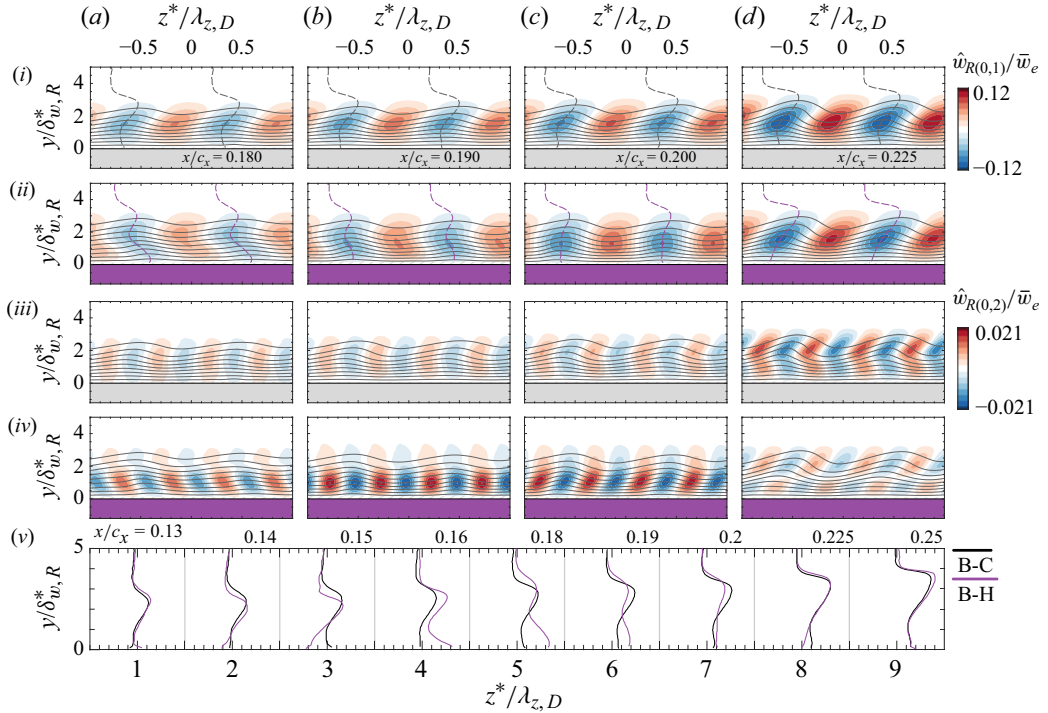 (a) z*/λz,D (b) z*/λz,D (c) z*/λz,D (d) z*/λz,D
−0.5 0 0.5 −0.5 0 0.5 −0.5 0 0.5 −0.5 0 0.5
(i) y/δ*w,R 4 2 0
x/cx = 0.180 x/cx = 0.190 x/cx = 0.200 x/cx = 0.225
ŵR(0,1)/w̄e
0.12
−0.12
(ii) y/δ*w,R 4 2 0
(iii) y/δ*w,R 4 2 0
ŵR(0,2)/w̄e
0.021
−0.021
(iv) y/δ*w,R 4 2 0
x/cx = 0.13 0.14 0.15 0.16 0.18 0.19 0.2 0.225 0.25
(v) y/δ*w,R 5 0
B-C
B-H
1 2 3 4 5 6 7 8 9
z*/λz,D